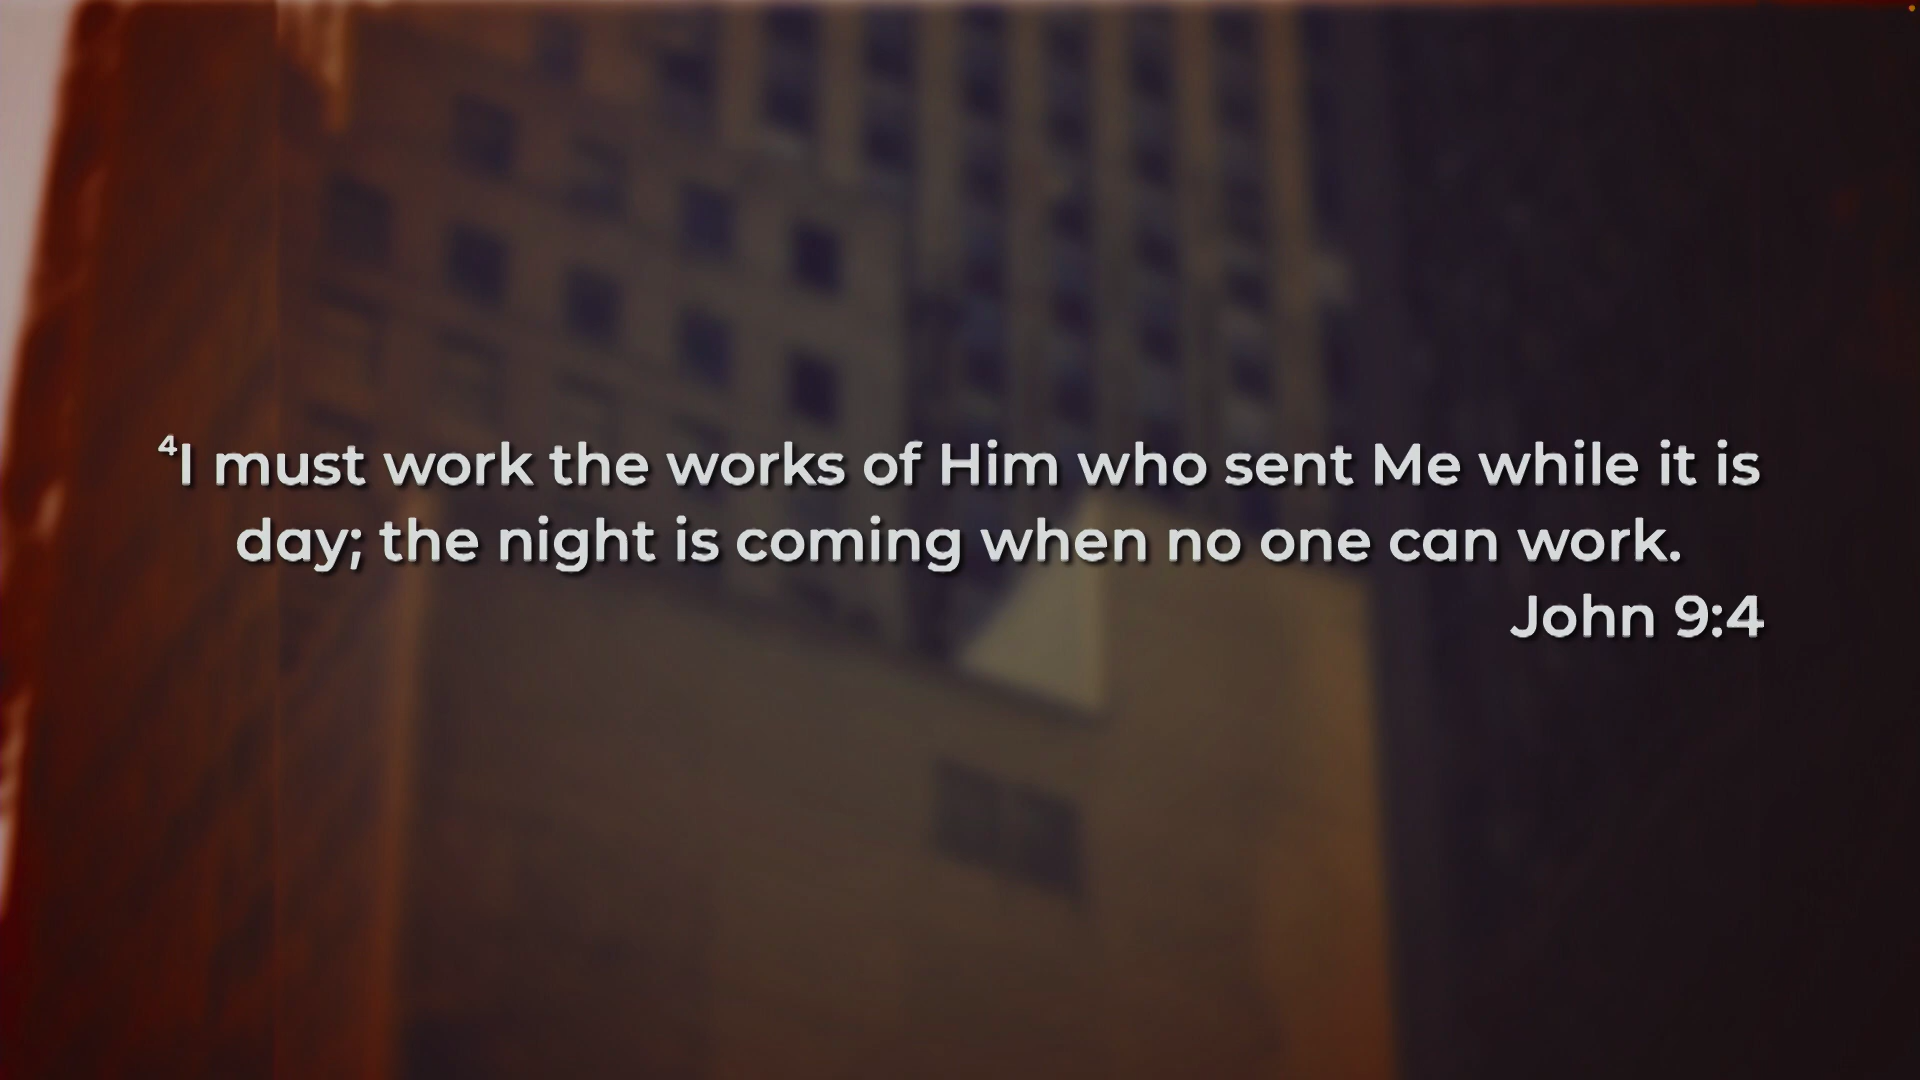 ⁴I must work the works of Him who sent Me while it is
day; the night is coming when no one can work.
John 9:4